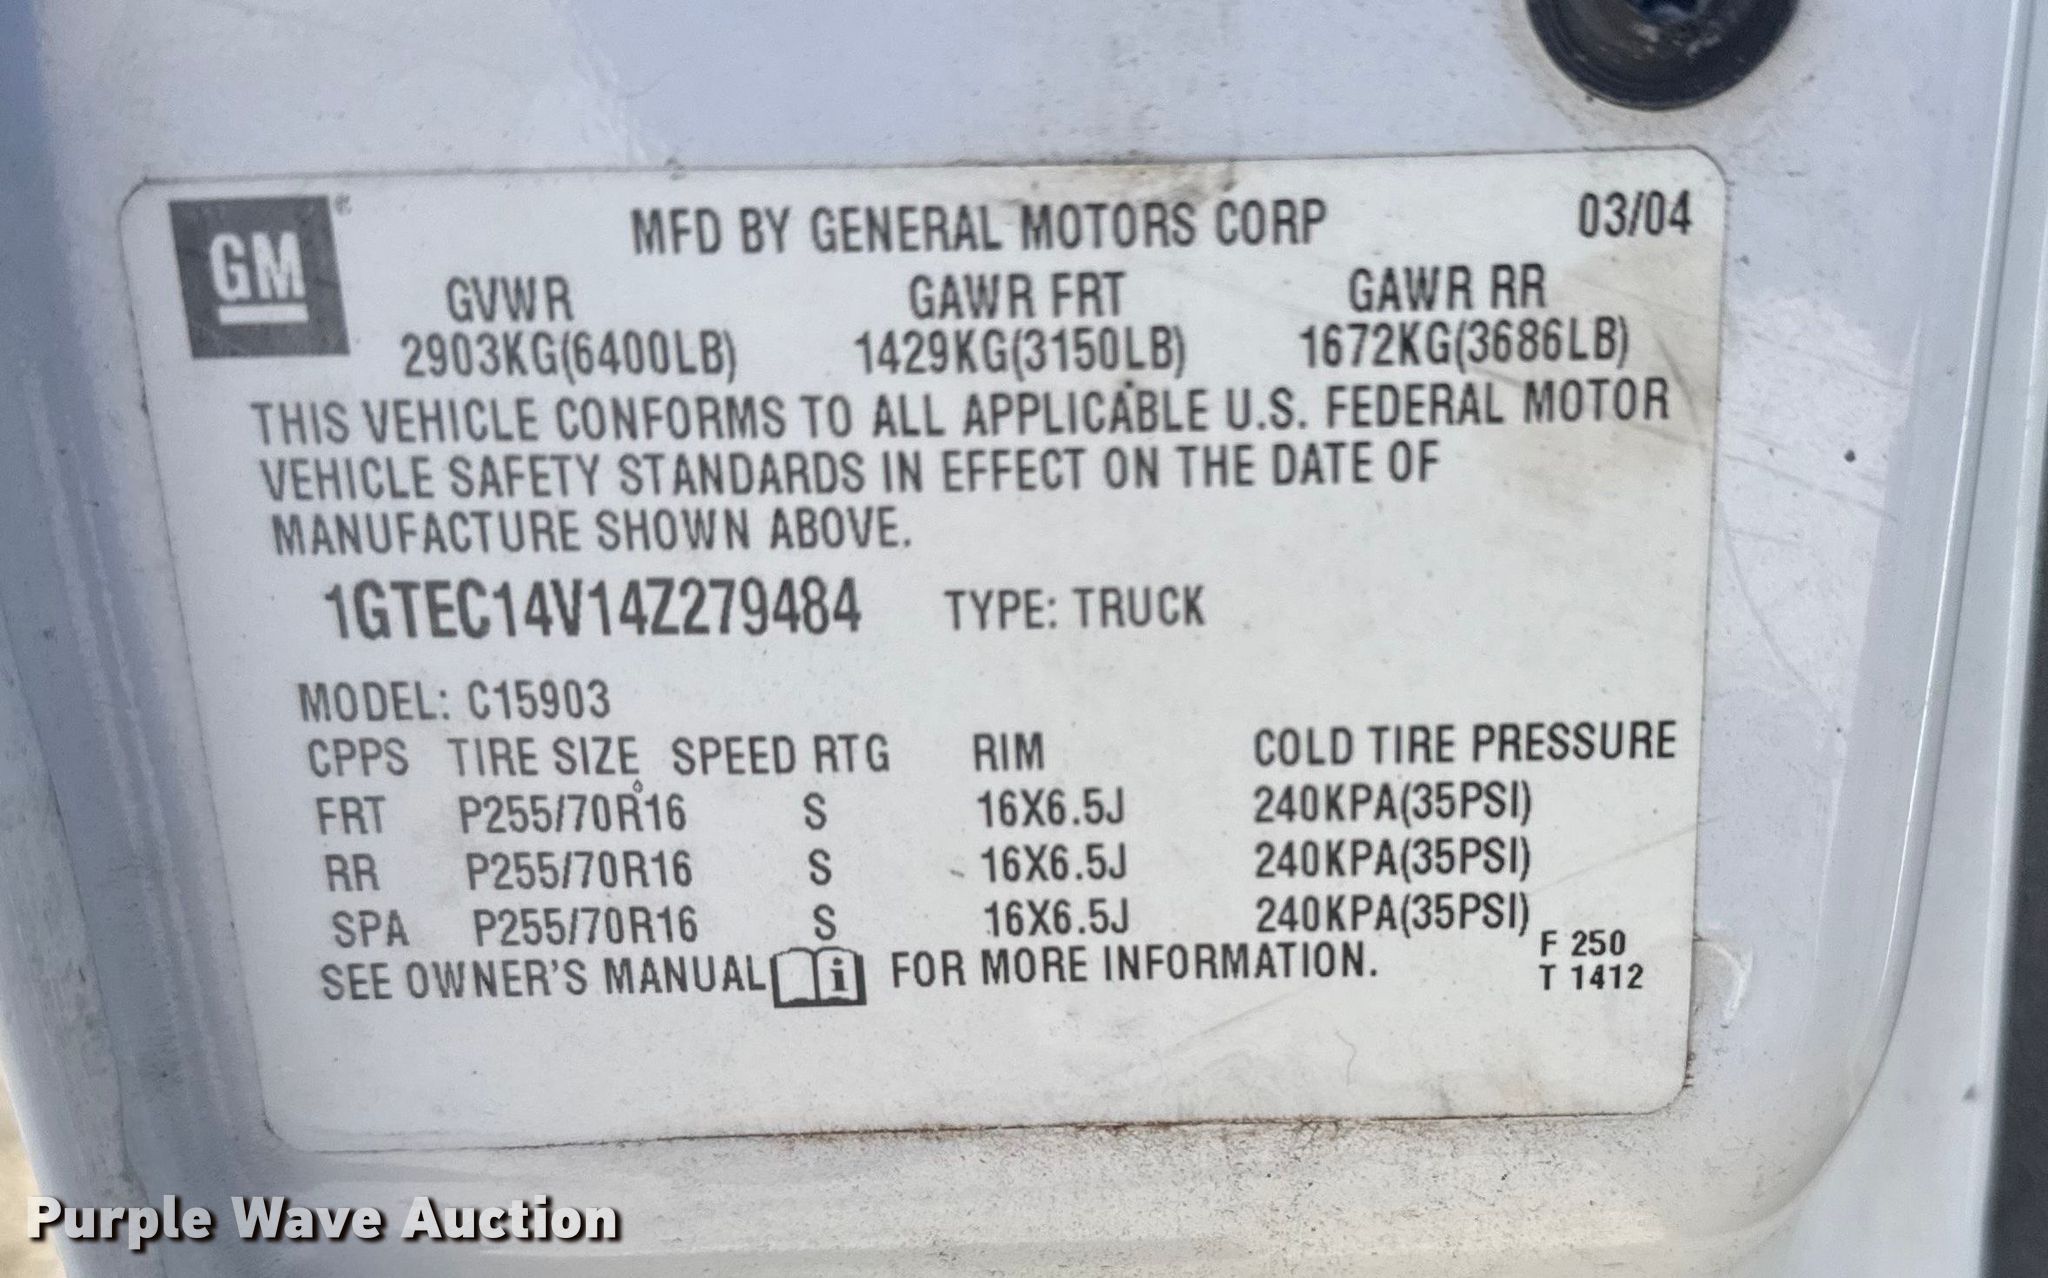 GM®
MFD BY GENERAL MOTORS CORP 03/04
GVWR GAWR FRT GAWR RR
2903KG(6400LB) 1429KG(3150LB) 1672KG(3686LB)
THIS VEHICLE CONFORMS TO ALL APPLICABLE U.S. FEDERAL MOTOR
VEHICLE SAFETY STANDARDS IN EFFECT ON THE DATE OF
MANUFACTURE SHOWN ABOVE.
1GTEC14V14Z279484 TYPE: TRUCK
MODEL: C15903
CPPS TIRE SIZE SPEED RTG RIM COLD TIRE PRESSURE
FRT P255/70R16 S 16X6.5J 240KPA(35PSI)
RR P255/70R16 S 16X6.5J 240KPA(35PSI)
SPA P255/70R16 S 16X6.5J 240KPA(35PSI)
SEE OWNER'S MANUAL i FOR MORE INFORMATION.
F 250
T 1412
Purple Wave Auction